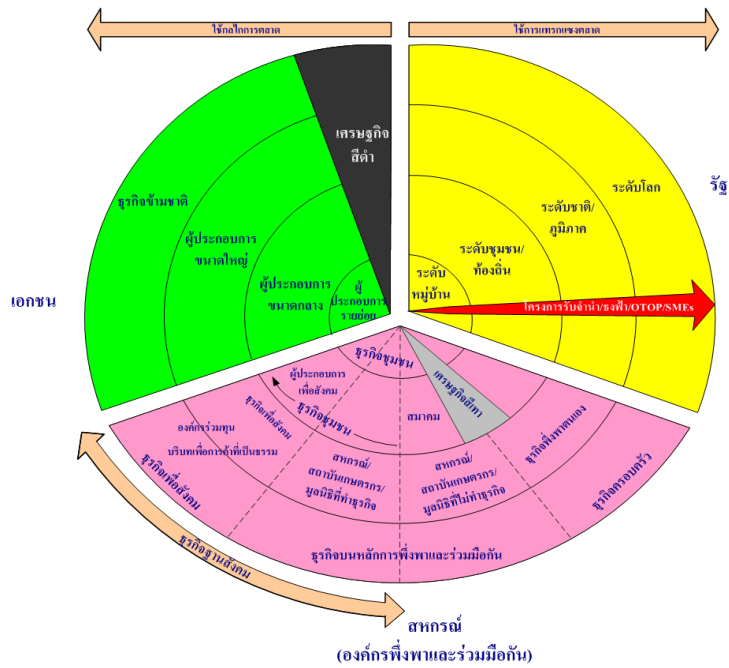 ใช้กลไกการตลาด
ใช้การแทรกแซงตลาด
เศรษฐกิจ
สีดำ
ธุรกิจข้ามชาติ
ผู้ประกอบการ
ขนาดใหญ่
ผู้ประกอบการ
ขนาดกลาง
ผู้
ประกอบการ
รายย่อย
เอกชน
ระดับโลก
ระดับชาติ/
ภูมิภาค
ระดับชุมชน/
ท้องถิ่น
ระดับ
หมู่บ้าน
รัฐ
โครงการรับจำนำ/ธงฟ้า/OTOP/SMEs
ธุรกิจชุมชน
เศรษฐกิจสีเทา
ผู้ประกอบการ
เพื่อสังคม
ธุรกิจชุมชน
ธุรกิจเพื่อสังคม
สมาคม
องค์กรร่วมทุน
บริบทเพื่อการค้าที่เป็นธรรม
สหกรณ์/
สถาบันเกษตรกร/
มูลนิธิที่ทำธุรกิจ
สหกรณ์/
สถาบันเกษตรกร/
มูลนิธิที่ไม่ทำธุรกิจ
ธุรกิจพึ่งพาตนเอง
ธุรกิจครอบครัว
ธุรกิจเพื่อสังคม
ธุรกิจบนหลักการพึ่งพาและร่วมมือกัน
ธุรกิจฐานสังคม
สหกรณ์
(องค์กรพึ่งพาและร่วมมือกัน)